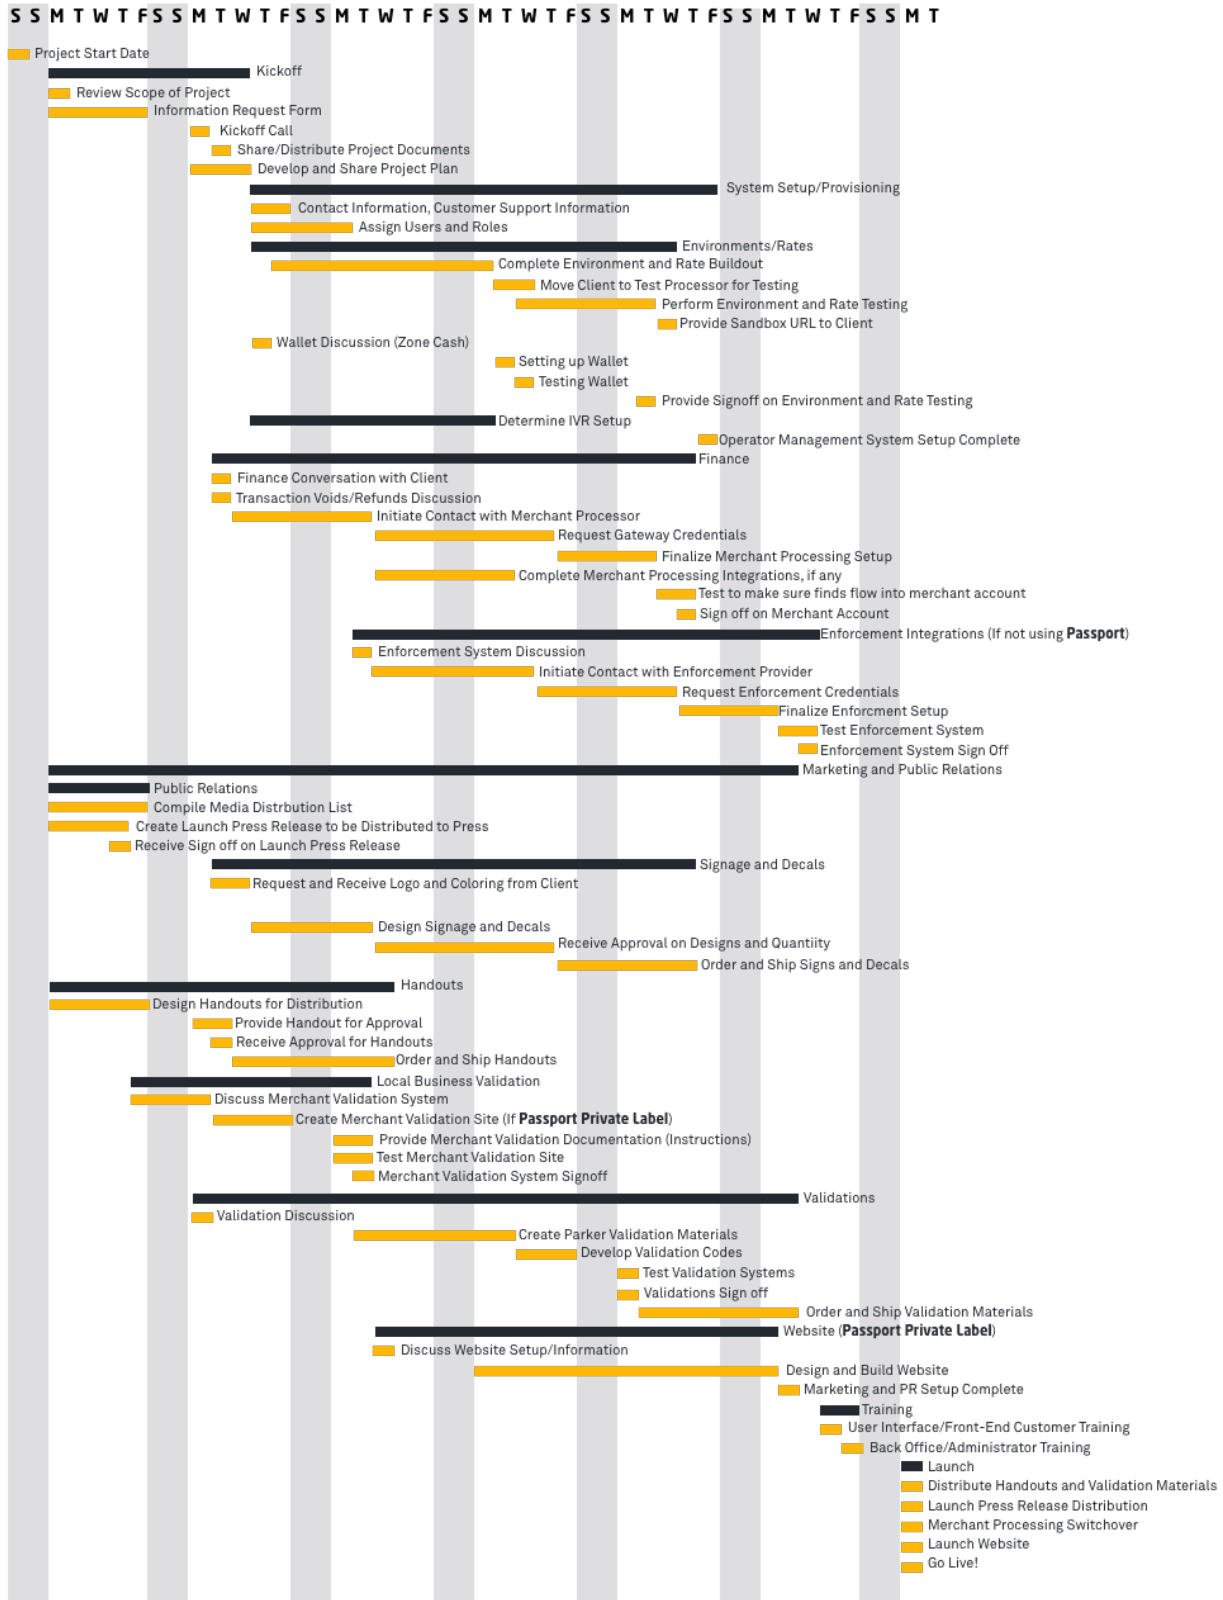 S S M T W T F S S M T W T F S S M T W T F S S M T W T F S S M T W T F S S M T W T F S S M T
Project Start Date
Kickoff
Review Scope of Project
Information Request Form
Kickoff Call
Share/Distribute Project Documents
Develop and Share Project Plan
System Setup/Provisioning
Contact Information, Customer Support Information
Assign Users and Roles
Environments/Rates
Complete Environment and Rate Buildout
Move Client to Test Processor for Testing
Perform Environment and Rate Testing
Provide Sandbox URL to Client
Wallet Discussion (Zone Cash)
Setting up Wallet
Testing Wallet
Provide Signoff on Environment and Rate Testing
Determine IVR Setup
Operator Management System Setup Complete
Finance
Finance Conversation with Client
Transaction Voids/Refunds Discussion
Initiate Contact with Merchant Processor
Request Gateway Credentials
Finalize Merchant Processing Setup
Complete Merchant Processing Integrations, if any
Test to make sure finds flow into merchant account
Sign off on Merchant Account
Enforcement Integrations (If not using Passport)
Enforcement System Discussion
Initiate Contact with Enforcement Provider
Request Enforcement Credentials
Finalize Enforcment Setup
Test Enforcement System
Enforcement System Sign Off
Marketing and Public Relations
Public Relations
Compile Media Distrbution List
Create Launch Press Release to be Distributed to Press
Receive Sign off on Launch Press Release
Signage and Decals
Request and Receive Logo and Coloring from Client
Design Signage and Decals
Receive Approval on Designs and Quantiity
Order and Ship Signs and Decals
Handouts
Design Handouts for Distribution
Provide Handout for Approval
Receive Approval for Handouts
Order and Ship Handouts
Local Business Validation
Discuss Merchant Validation System
Create Merchant Validation Site (If Passport Private Label)
Provide Merchant Validation Documentation (Instructions)
Test Merchant Validation Site
Merchant Validation System Signoff
Validations
Validation Discussion
Create Parker Validation Materials
Develop Validation Codes
Test Validation Systems
Validations Sign off
Order and Ship Validation Materials
Website (Passport Private Label)
Discuss Website Setup/Information
Design and Build Website
Marketing and PR Setup Complete
Training
User Interface/Front-End Customer Training
Back Office/Administrator Training
Launch
Distribute Handouts and Validation Materials
Launch Press Release Distribution
Merchant Processing Switchover
Launch Website
Go Live!